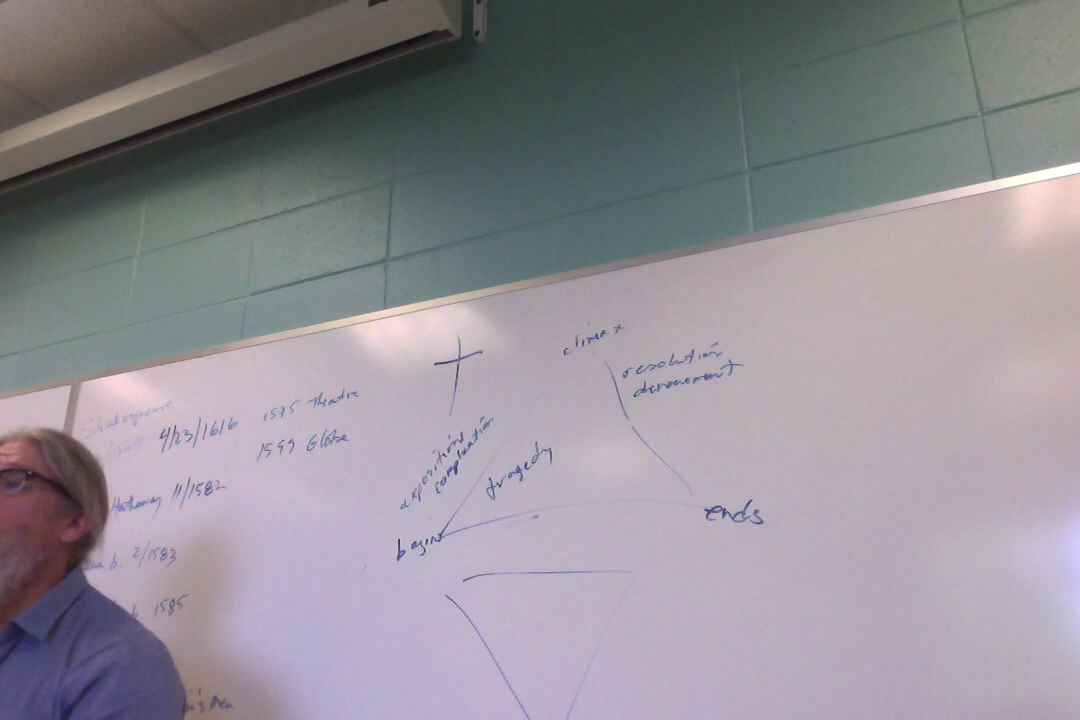 Shakespeare
4/23/1616
1575 Theatre
1599 Globe
Hathaway 11/1582
b. 2/1583
b. 1585
's Men
climax
resolution
denouement
exposition
complication
tragedy
begins
ends